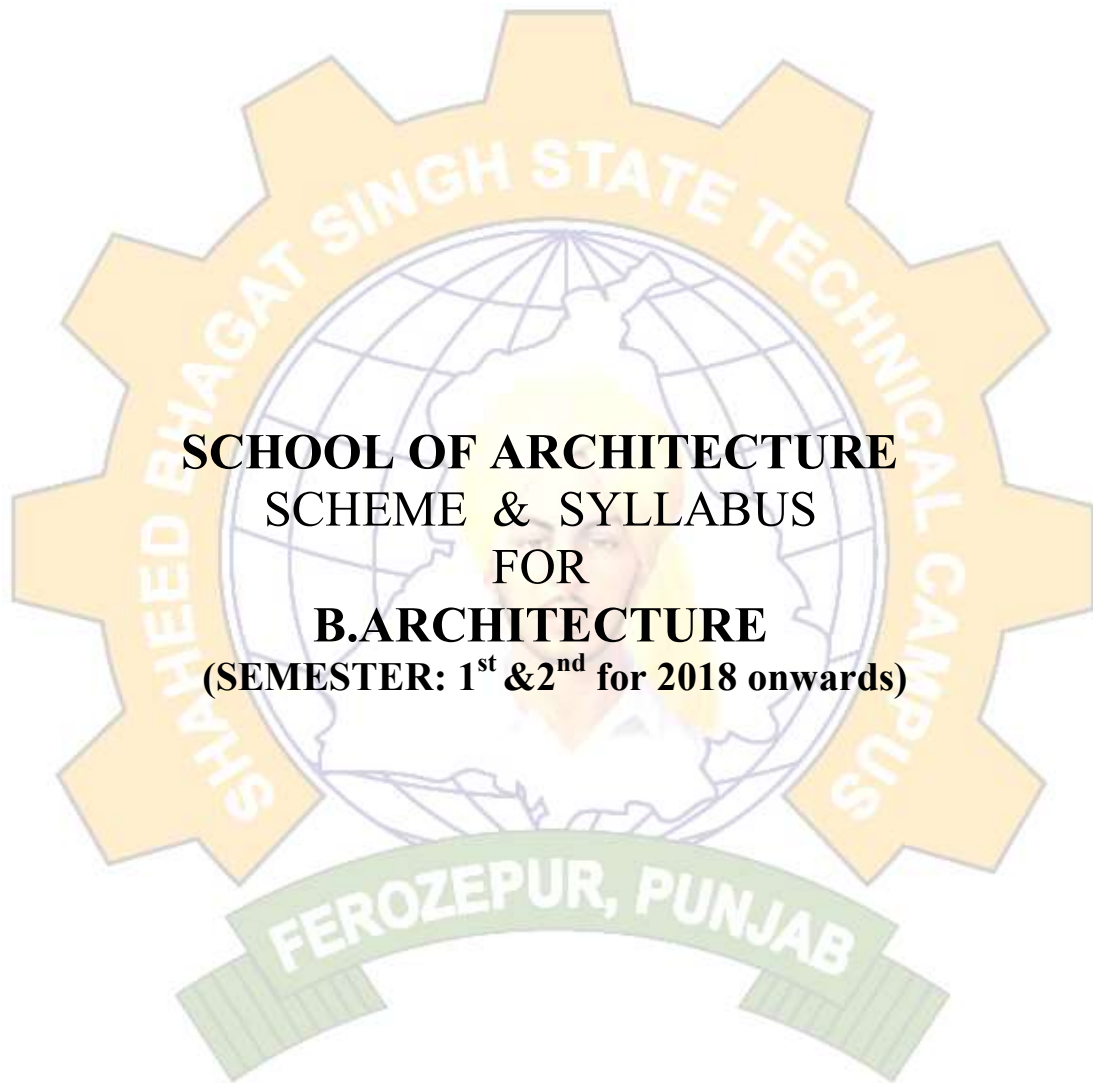 SHAHEED BHAGAT SINGH STATE TECHNICAL CAMPUS
SCHOOL OF ARCHITECTURE
SCHEME & SYLLABUS
FOR
B.ARCHITECTURE
(SEMESTER: 1st &2nd for 2018 onwards)
FEROZEPUR, PUNJAB